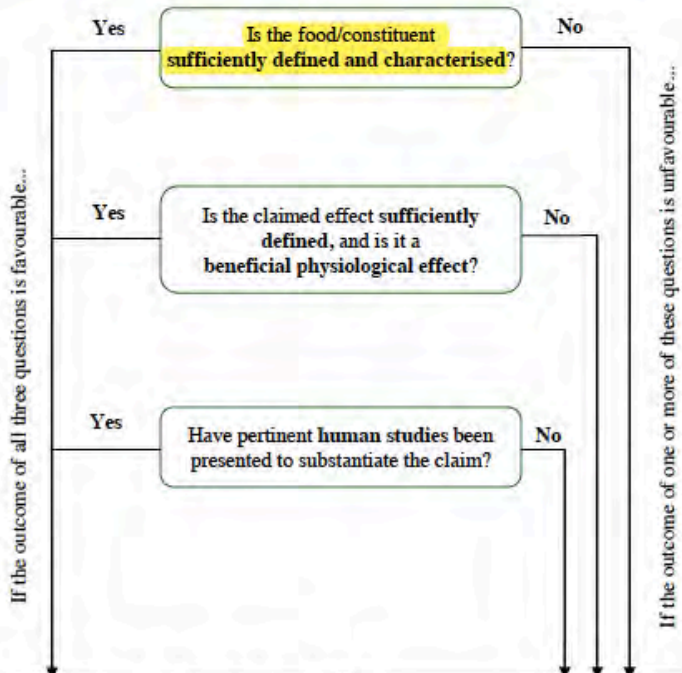 Yes
Is the food/constituent
sufficiently defined and characterised?
No
Yes
Is the claimed effect sufficiently
defined, and is it a
beneficial physiological effect?
No
Yes
Have pertinent human studies been
presented to substantiate the claim?
No
If the outcome of all three questions is favourable...
If the outcome of one or more of these questions is unfavourable...